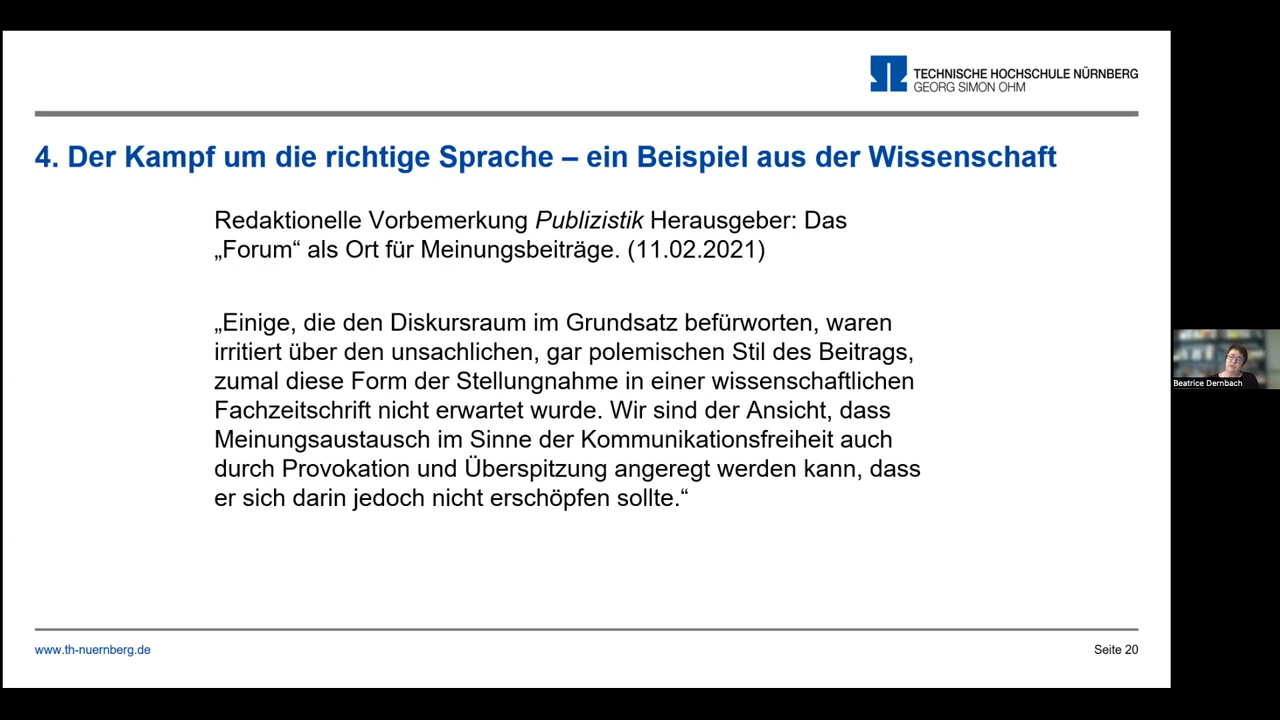 TECHNISCHE HOCHSCHULE NÜRNBERG
GEORG SIMON OHM
4. Der Kampf um die richtige Sprache – ein Beispiel aus der Wissenschaft
Redaktionelle Vorbemerkung Publizistik Herausgeber: Das
„Forum“ als Ort für Meinungsbeiträge. (11.02.2021)
„Einige, die den Diskursraum im Grundsatz befürworten, waren
irritiert über den unsachlichen, gar polemischen Stil des Beitrags,
zumal diese Form der Stellungnahme in einer wissenschaftlichen
Fachzeitschrift nicht erwartet wurde. Wir sind der Ansicht, dass
Meinungsaustausch im Sinne der Kommunikationsfreiheit auch
durch Provokation und Überspitzung angeregt werden kann, dass
er sich darin jedoch nicht erschöpfen sollte.“
Beatrice Dernbach
www.th-nuernberg.de
Seite 20